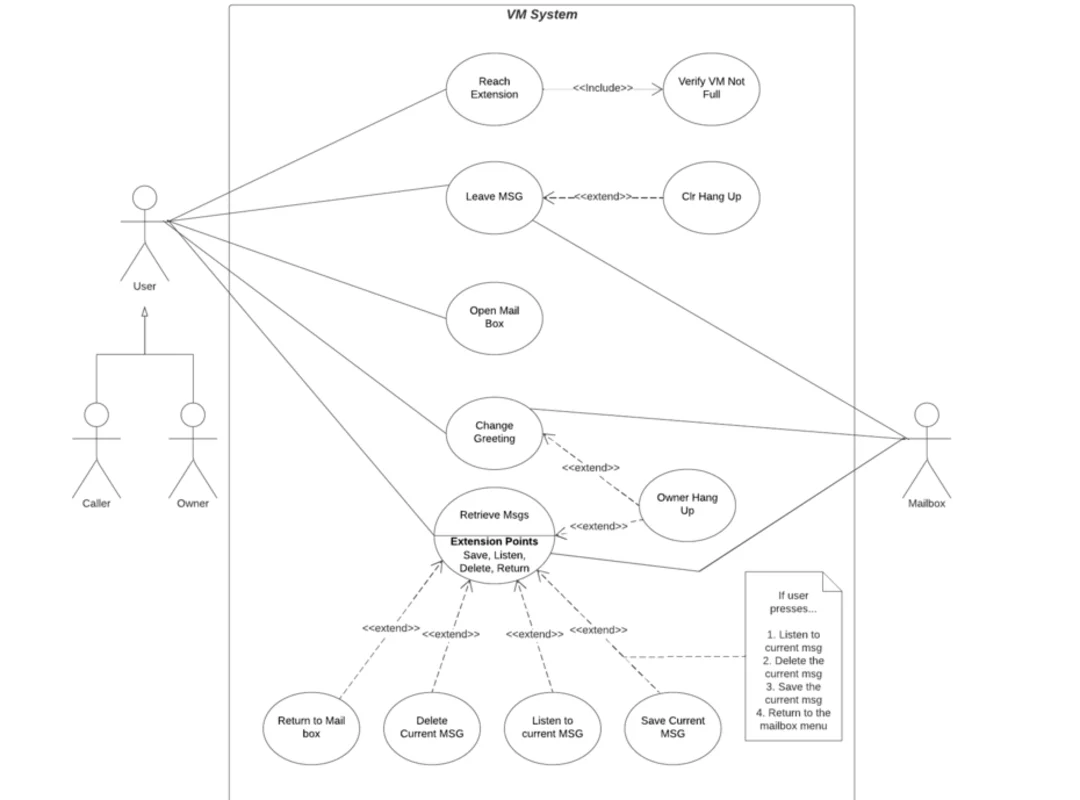 VM System
Reach
Extension
<<Include>>
Verify VM Not
Full
Leave MSG
<<extend>>
Clr Hang Up
User
Open Mail
Box
Change
Greeting
<<extend>>
Owner Hang
Up
<<extend>>
Caller
Owner
Mailbox
Retrieve Msgs
Extension Points
Save, Listen,
Delete, Return
<<extend>>
<<extend>>
<<extend>>
<<extend>>
If user
presses...
1. Listen to
current msg
2. Delete the
current msg
3. Save the
current msg
4. Return to the
mailbox menu
Return to Mail
box
Delete
Current MSG
Listen to
current MSG
Save Current
MSG